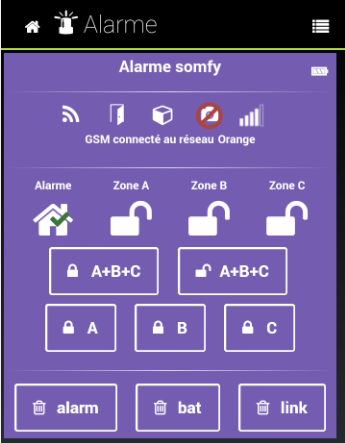 Alarme
Alarme somfy
GSM connecté au réseau Orange
Alarme Zone A Zone B Zone C
A+B+C A+B+C
A B C
alarm bat link